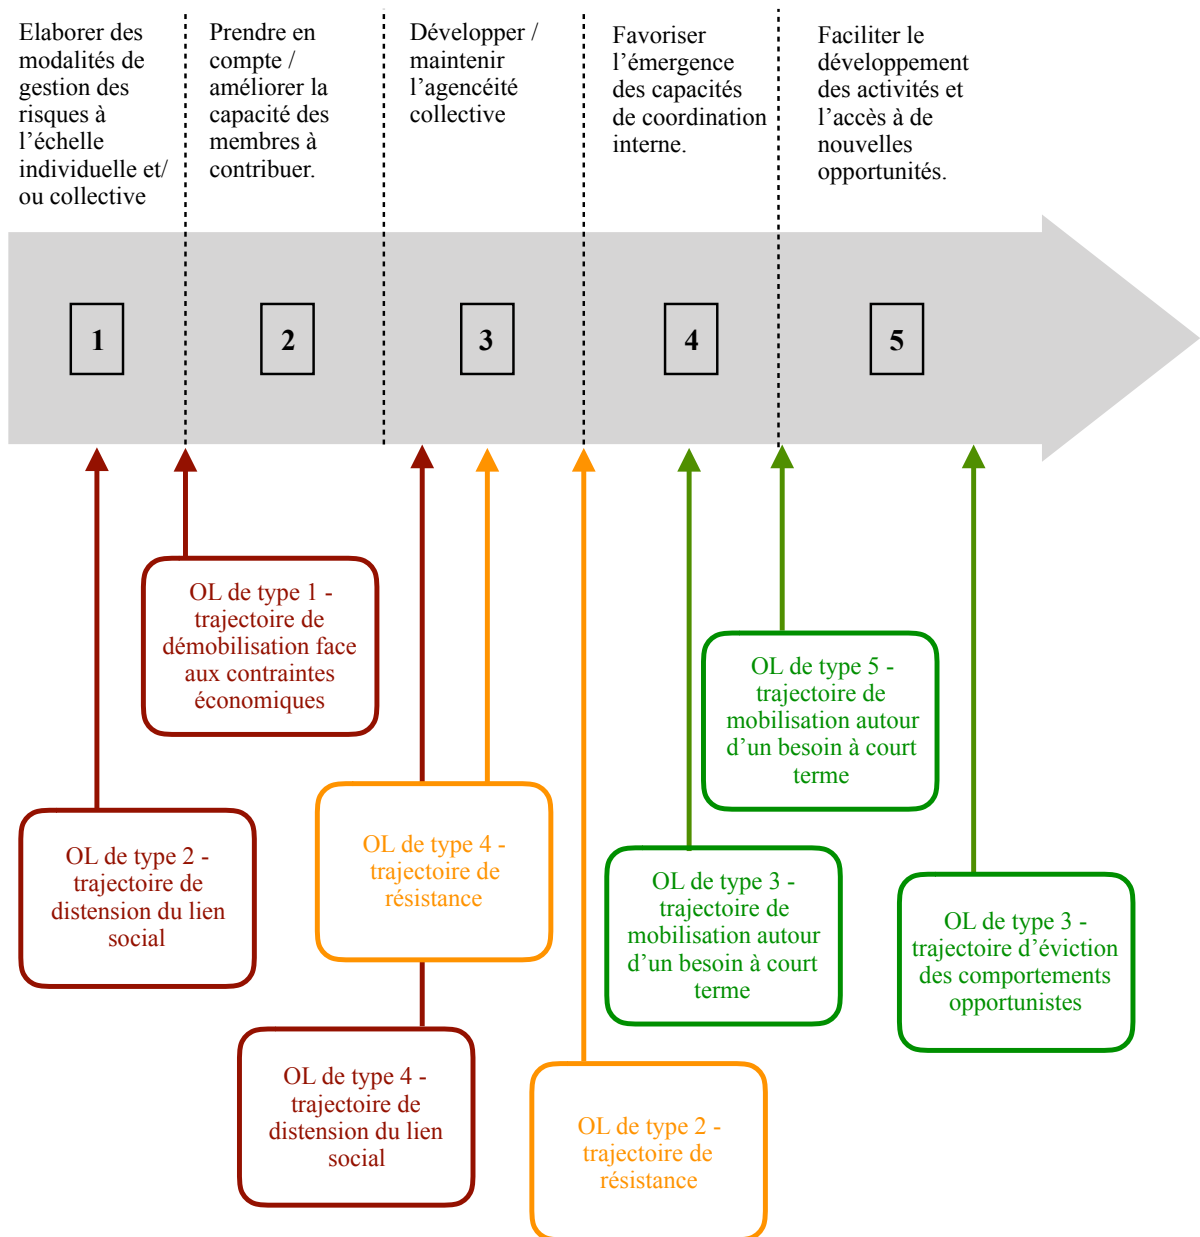 Elaborer des
modalités de
gestion des
risques à
l’échelle
individuelle et/
ou collective
Prendre en
compte /
améliorer la
capacité des
membres à
contribuer.
Développer /
maintenir
l’agencéité
collective
Favoriser
l’émergence
des capacités
de coordination
interne.
Faciliter le
développement
des activités et
l’accès à de
nouvelles
opportunités.
1
2
3
4
5
OL de type 1 -
trajectoire de
démobilisation face
aux contraintes
économiques
OL de type 5 -
trajectoire de
mobilisation autour
d’un besoin à court
terme
OL de type 2 -
trajectoire de
distension du lien
social
OL de type 4 -
trajectoire de
résistance
OL de type 3 -
trajectoire de
mobilisation autour
d’un besoin à court
terme
OL de type 3 -
trajectoire d’éviction
des comportements
opportunistes
OL de type 4 -
trajectoire de
distension du lien
social
OL de type 2 -
trajectoire de
résistance